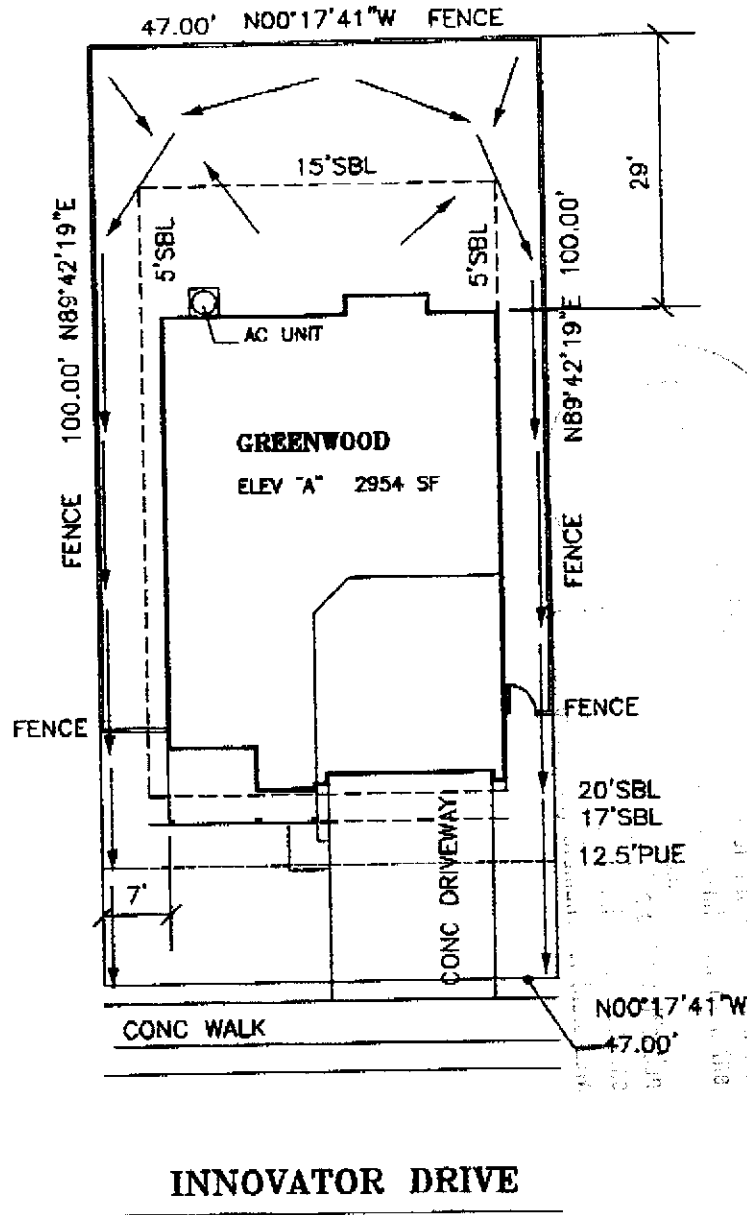 47.00' N00°17'41"W FENCE
29'
15'SBL
5'SBL
5'SBL
100.00' N89°42'19"E
N89°42'19"E 100.00'
AC UNIT
GREENWOOD
ELEV "A" 2954 SF
FENCE
FENCE
FENCE
FENCE
20'SBL
17'SBL
12.5'PUE
7'
CONC DRIVEWAY
N00°17'41"W
47.00'
CONC WALK
INNOVATOR DRIVE